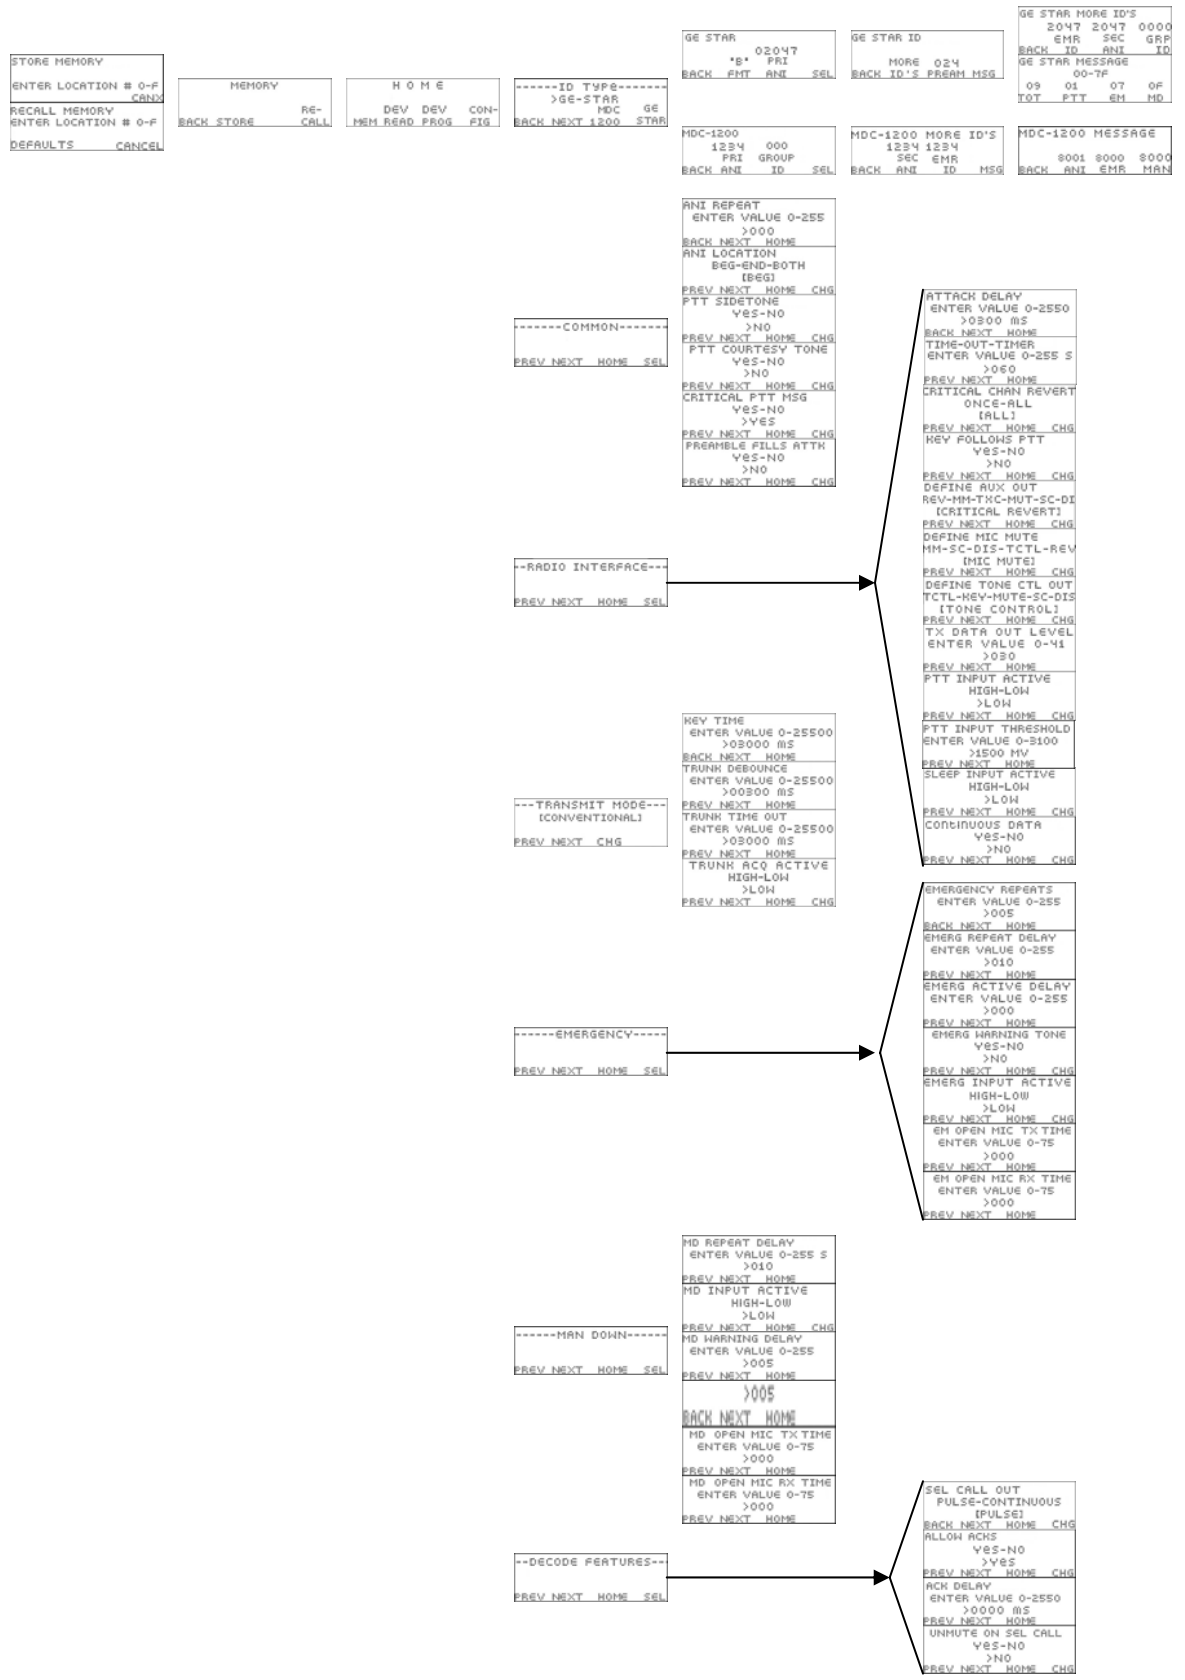 STORE MEMORY
ENTER LOCATION # 0-F
CANX
RECALL MEMORY
ENTER LOCATION # 0-F
DEFAULTS CANCEL
MEMORY
RE-
BACK STORE CALL
H O M E
DEV DEV CON-
MEM READ PROG FIG
------ID TYPE------
>GE-STAR
MDC GE
BACK NEXT 1200 STAR
GE STAR
02047
"B" PRI
BACK FMT ANI SEL
GE STAR ID
MORE 024
BACK ID'S PREAM MSG
GE STAR MORE ID'S
2047 2047 0000
EMR SEC GRP
BACK ID ANI ID
GE STAR MESSAGE
00-7F
09 01 07 0F
TOT PTT EM MD
MDC-1200
1234 000
PRI GROUP
BACK ANI ID SEL
MDC-1200 MORE ID'S
1234 1234
SEC EMR
BACK ANI ID MSG
MDC-1200 MESSAGE
8001 8000 8000
BACK ANI EMR MAN
-------COMMON-------
PREV NEXT HOME SEL
ANI REPEAT
ENTER VALUE 0-255
>000
BACK NEXT HOME
ANI LOCATION
BEG-END-BOTH
[BEG]
PREV NEXT HOME CHG
PTT SIDETONE
YES-NO
>NO
PREV NEXT HOME CHG
PTT COURTESY TONE
YES-NO
>NO
PREV NEXT HOME CHG
CRITICAL PTT MSG
YES-NO
>YES
PREV NEXT HOME CHG
PREAMBLE FILLS ATTK
YES-NO
>NO
PREV NEXT HOME CHG
--RADIO INTERFACE---
PREV NEXT HOME SEL
ATTACK DELAY
ENTER VALUE 0-2550
>0300 MS
BACK NEXT HOME
TIME-OUT-TIMER
ENTER VALUE 0-255 S
>060
PREV NEXT HOME
CRITICAL CHAN REVERT
ONCE-ALL
[ALL]
PREV NEXT HOME CHG
KEY FOLLOWS PTT
YES-NO
>NO
PREV NEXT HOME CHG
DEFINE AUX OUT
REV-MM-TXC-MUT-SC-DI
[CRITICAL REVERT]
PREV NEXT HOME CHG
DEFINE MIC MUTE
MM-SC-DIS-TCTL-REV
[MIC MUTE]
PREV NEXT HOME CHG
DEFINE TONE CTL OUT
TCTL-KEY-MUTE-SC-DIS
[TONE CONTROL]
PREV NEXT HOME CHG
TX DATA OUT LEVEL
ENTER VALUE 0-41
>030
PREV NEXT HOME
PTT INPUT ACTIVE
HIGH-LOW
>LOW
PREV NEXT HOME CHG
PTT INPUT THRESHOLD
ENTER VALUE 0-3100
>1500 MV
PREV NEXT HOME
SLEEP INPUT ACTIVE
HIGH-LOW
>LOW
PREV NEXT HOME CHG
CONTINUOUS DATA
YES-NO
>NO
PREV NEXT HOME CHG
---TRANSMIT MODE---
[CONVENTIONAL]
PREV NEXT CHG
KEY TIME
ENTER VALUE 0-25500
>03000 MS
BACK NEXT HOME
TRUNK DEBOUNCE
ENTER VALUE 0-25500
>00300 MS
PREV NEXT HOME
TRUNK TIME OUT
ENTER VALUE 0-25500
>03000 MS
PREV NEXT HOME
TRUNK ACQ ACTIVE
HIGH-LOW
>LOW
PREV NEXT HOME CHG
------EMERGENCY-----
PREV NEXT HOME SEL
EMERGENCY REPEATS
ENTER VALUE 0-255
>005
BACK NEXT HOME
EMERG REPEAT DELAY
ENTER VALUE 0-255
>010
PREV NEXT HOME
EMERG ACTIVE DELAY
ENTER VALUE 0-255
>000
PREV NEXT HOME
EMERG WARNING TONE
YES-NO
>NO
PREV NEXT HOME CHG
EMERG INPUT ACTIVE
HIGH-LOW
>LOW
PREV NEXT HOME CHG
EM OPEN MIC TX TIME
ENTER VALUE 0-75
>000
PREV NEXT HOME
EM OPEN MIC RX TIME
ENTER VALUE 0-75
>000
PREV NEXT HOME
------MAN DOWN------
PREV NEXT HOME SEL
MD REPEAT DELAY
ENTER VALUE 0-255 S
>010
PREV NEXT HOME
MD INPUT ACTIVE
HIGH-LOW
>LOW
PREV NEXT HOME CHG
MD WARNING DELAY
ENTER VALUE 0-255
>005
PREV NEXT HOME
>005
BACK NEXT HOME
MD OPEN MIC TX TIME
ENTER VALUE 0-75
>000
PREV NEXT HOME
MD OPEN MIC RX TIME
ENTER VALUE 0-75
>000
PREV NEXT HOME
--DECODE FEATURES---
PREV NEXT HOME SEL
SEL CALL OUT
PULSE-CONTINUOUS
[PULSE]
BACK NEXT HOME CHG
ALLOW ACKS
YES-NO
>YES
PREV NEXT HOME CHG
ACK DELAY
ENTER VALUE 0-2550
>0000 MS
PREV NEXT HOME
UNMUTE ON SEL CALL
YES-NO
>NO
PREV NEXT HOME CHG